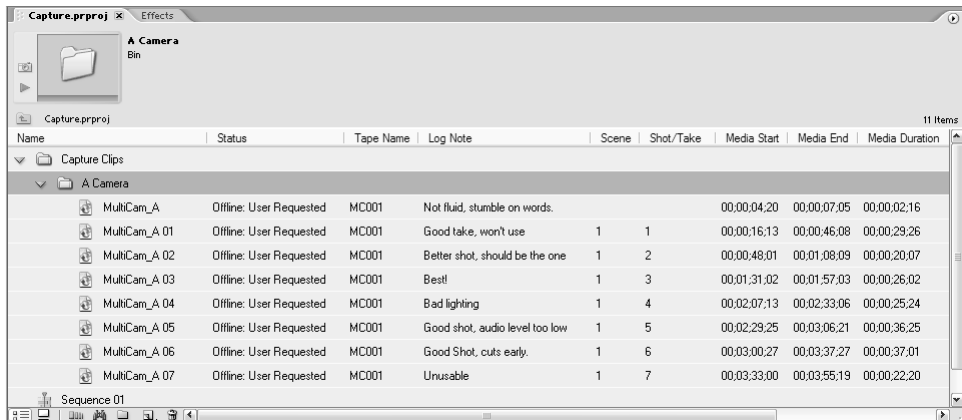 Capture.prproj Effects
A Camera
Bin
Capture.prproj 11 Items
Name Status Tape Name Log Note Scene Shot/Take Media Start Media End Media Duration
Capture Clips
A Camera
MultiCam_A Offline: User Requested MC001 Not fluid, stumble on words. 00;00;04;20 00;00;07;05 00;00;02;16
MultiCam_A 01 Offline: User Requested MC001 Good take, won't use 1 1 00;00;16;13 00;00;46;08 00;00;29;26
MultiCam_A 02 Offline: User Requested MC001 Better shot, should be the one 1 2 00;00;48;01 00;01;08;09 00;00;20;07
MultiCam_A 03 Offline: User Requested MC001 Best! 1 3 00;01;31;02 00;01;57;03 00;00;26;02
MultiCam_A 04 Offline: User Requested MC001 Bad lighting 1 4 00;02;07;13 00;02;33;06 00;00;25;24
MultiCam_A 05 Offline: User Requested MC001 Good shot, audio level too low 1 5 00;02;29;25 00;03;06;21 00;00;36;25
MultiCam_A 06 Offline: User Requested MC001 Good Shot, cuts early. 1 6 00;03;00;27 00;03;37;27 00;00;37;01
MultiCam_A 07 Offline: User Requested MC001 Unusable 1 7 00;03;33;00 00;03;55;19 00;00;22;20
Sequence 01